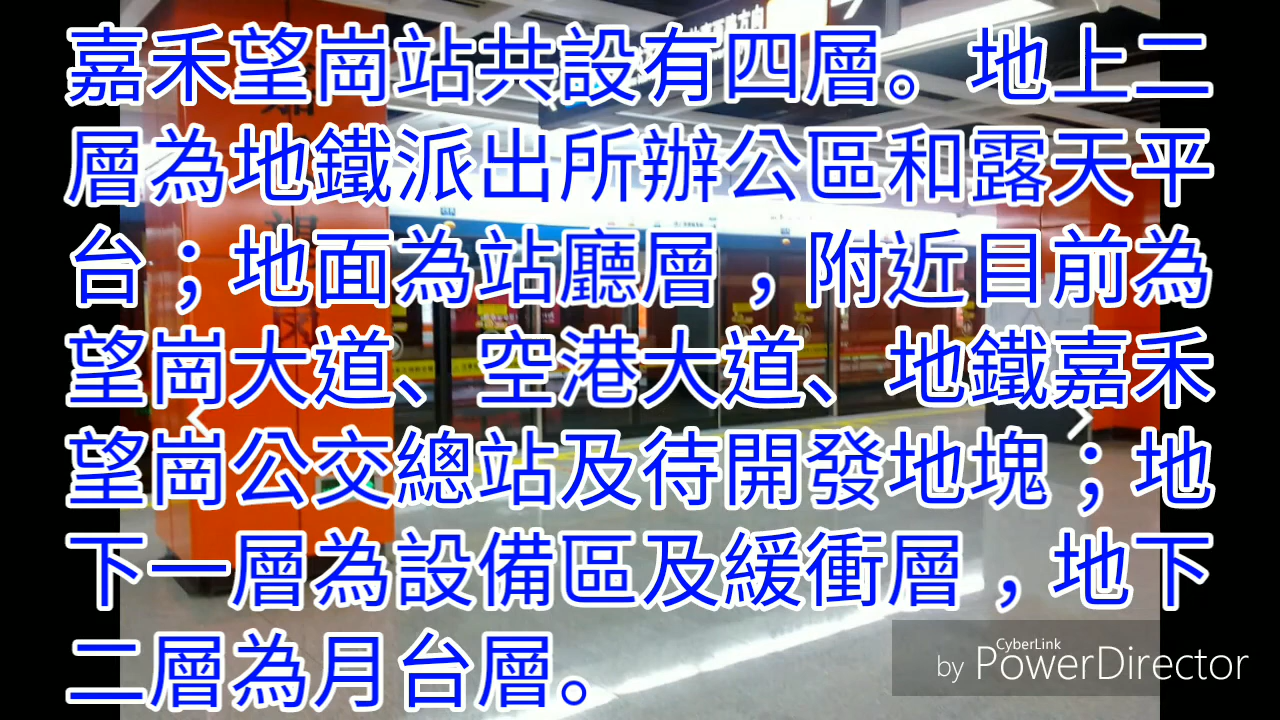 嘉禾望崗站共設有四層。地上二
層為地鐵派出所辦公區和露天平
台；地面為站廳層，附近目前為
望崗大道、空港大道、地鐵嘉禾
望崗公交總站及待開發地塊；地
下一層為設備區及緩衝層，地下
二層為月台層。
CyberLink
by PowerDirector